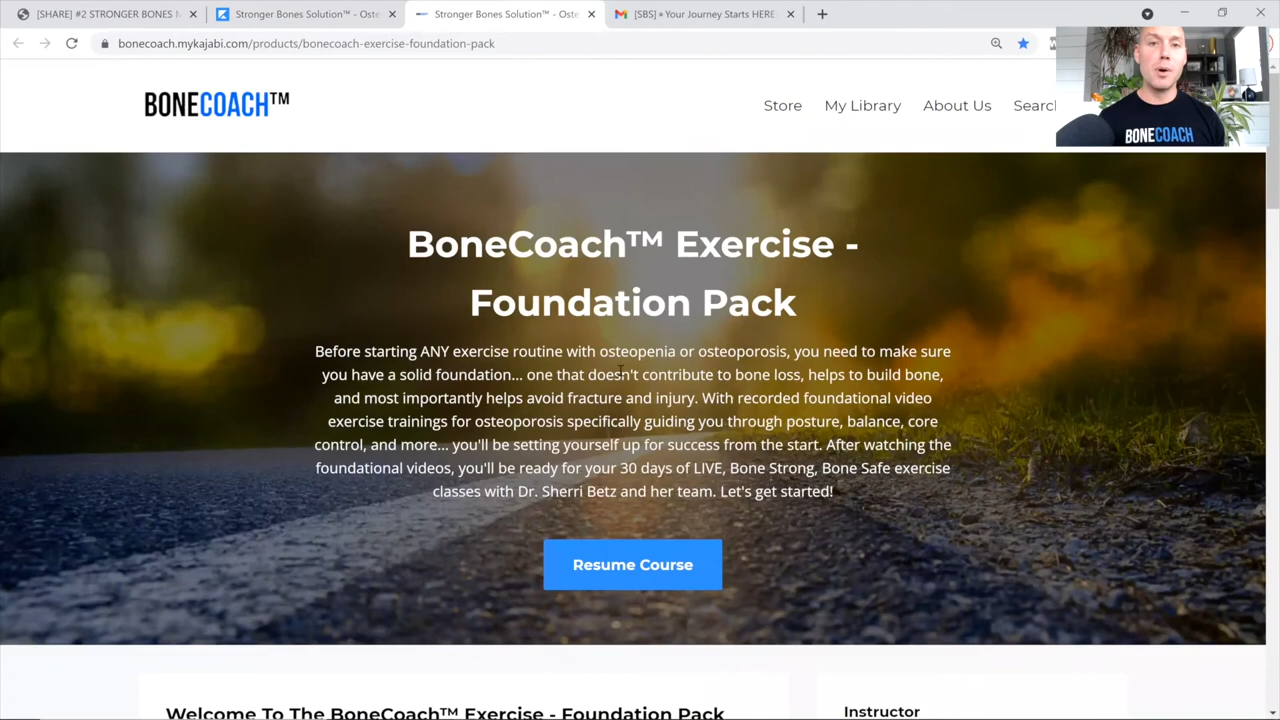 [SHARE] #2 STRONGER BONES M
Stronger Bones Solution™ - Oste
Stronger Bones Solution™ - Oste
[SBS] Your Journey Starts HERE
bonecoach.mykajabi.com/products/bonecoach-exercise-foundation-pack
BONECOACH™
Store
My Library
About Us
Search
BONECOACH
BoneCoach™ Exercise -
Foundation Pack
Before starting ANY exercise routine with osteopenia or osteoporosis, you need to make sure
you have a solid foundation... one that doesn't contribute to bone loss, helps to build bone,
and most importantly helps avoid fracture and injury. With recorded foundational video
exercise trainings for osteoporosis specifically guiding you through posture, balance, core
control, and more... you'll be setting yourself up for success from the start. After watching the
foundational videos, you'll be ready for your 30 days of LIVE, Bone Strong, Bone Safe exercise
classes with Dr. Sherri Betz and her team. Let's get started!
Resume Course
Welcome To The BoneCoach™ Exercise - Foundation Pack
Instructor